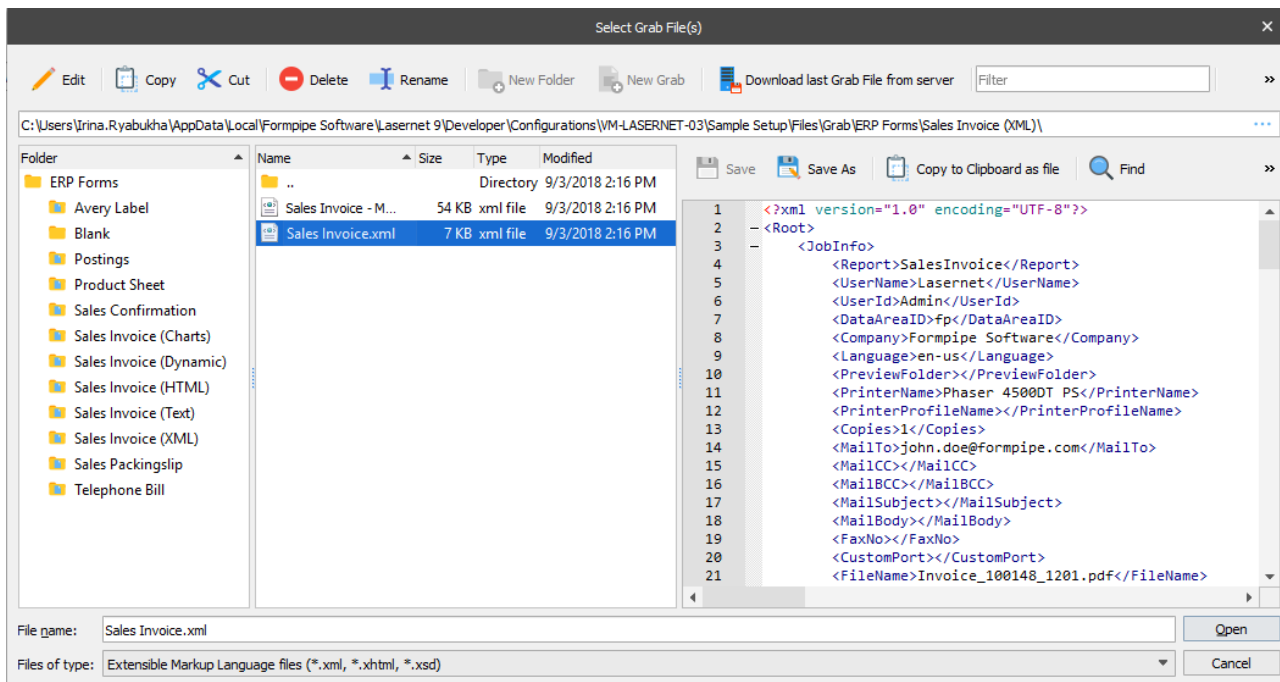 Select Grab File(s)
Edit Copy Cut Delete Rename New Folder New Grab Download last Grab File from server Filter »
C:\Users\Irina.Ryabukha\AppData\Local\Formpipe Software\Lasernet 9\Developer\Configurations\VM-LASERNET-03\Sample Setup\Files\Grab\ERP Forms\Sales Invoice (XML)\ ...
Folder
ERP Forms
Avery Label
Blank
Postings
Product Sheet
Sales Confirmation
Sales Invoice (Charts)
Sales Invoice (Dynamic)
Sales Invoice (HTML)
Sales Invoice (Text)
Sales Invoice (XML)
Sales Packingslip
Telephone Bill
Name Size Type Modified
.. Directory 9/3/2018 2:16 PM
Sales Invoice - M... 54 KB xml file 9/3/2018 2:16 PM
Sales Invoice.xml 7 KB xml file 9/3/2018 2:16 PM
Save Save As Copy to Clipboard as file Find »
1 <?xml version="1.0" encoding="UTF-8"?>
2 <Root>
3 <JobInfo>
4 <Report>SalesInvoice</Report>
5 <UserName>Lasernet</UserName>
6 <UserId>Admin</UserId>
7 <DataAreaID>fp</DataAreaID>
8 <Company>Formpipe Software</Company>
9 <Language>en-us</Language>
10 <PreviewFolder></PreviewFolder>
11 <PrinterName>Phaser 4500DT PS</PrinterName>
12 <PrinterProfileName></PrinterProfileName>
13 <Copies>1</Copies>
14 <MailTo>john.doe@formpipe.com</MailTo>
15 <MailCC></MailCC>
16 <MailBCC></MailBCC>
17 <MailSubject></MailSubject>
18 <MailBody></MailBody>
19 <FaxNo></FaxNo>
20 <CustomPort></CustomPort>
21 <FileName>Invoice_100148_1201.pdf</FileName>
File name: Sales Invoice.xml Open
Files of type: Extensible Markup Language files (*.xml, *.xhtml, *.xsd) Cancel